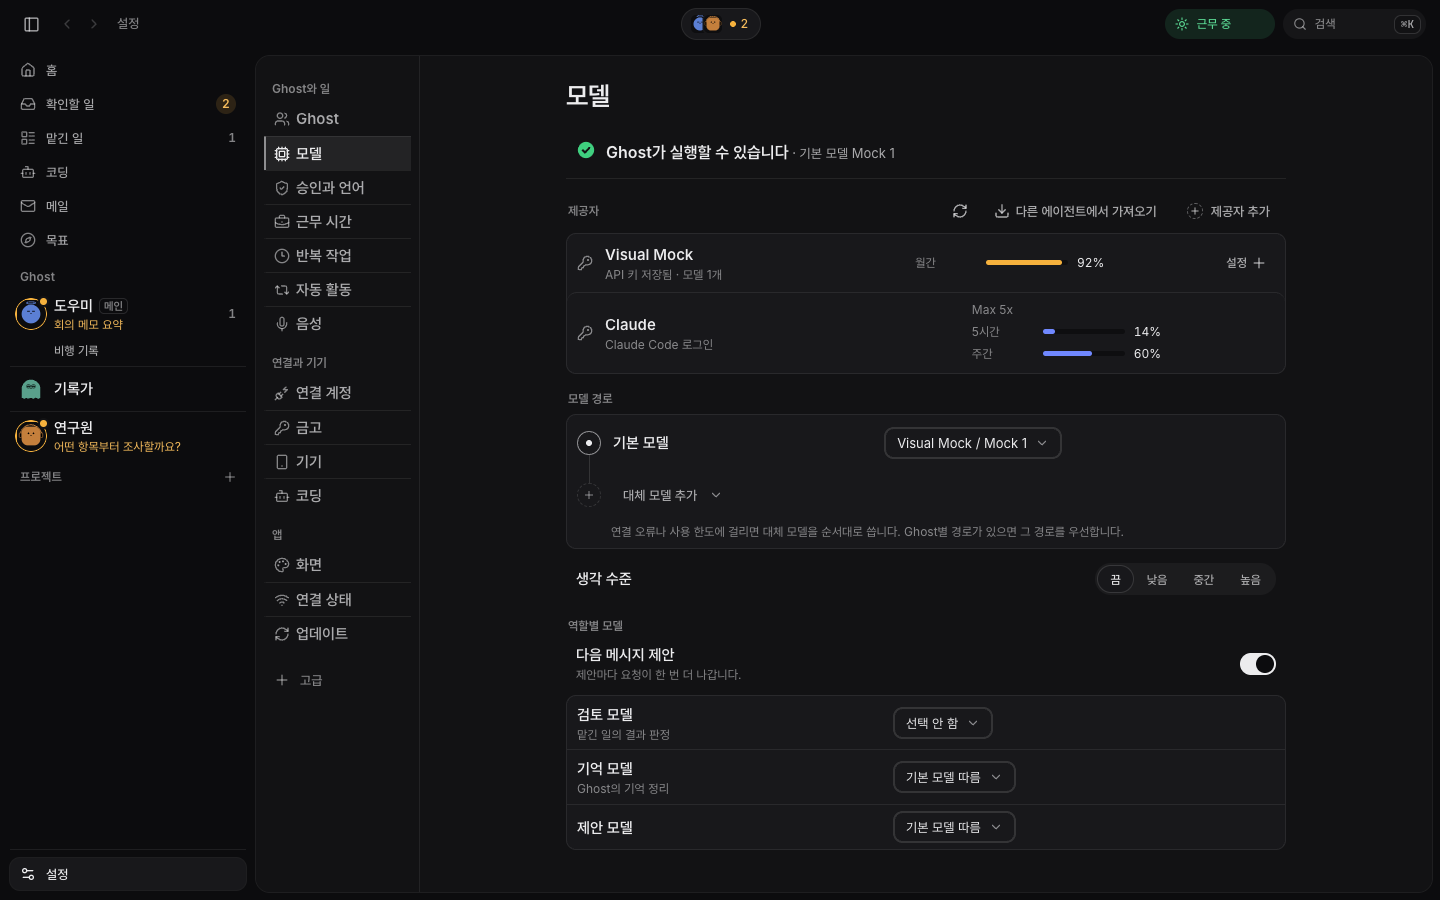 설정
2
근무 중
검색
⌘K
홈
확인할 일
2
맡긴 일
1
코딩
메일
목표
Ghost
도우미
메인
회의 메모 요약
1
비행 기록
기록가
연구원
어떤 항목부터 조사할까요?
프로젝트
설정
Ghost와 일
Ghost
모델
승인과 언어
근무 시간
반복 작업
자동 활동
음성
연결과 기기
연결 계정
금고
기기
코딩
앱
화면
연결 상태
업데이트
고급
모델
Ghost가 실행할 수 있습니다 · 기본 모델 Mock 1
제공자
다른 에이전트에서 가져오기
제공자 추가
Visual Mock
API 키 저장됨 · 모델 1개
월간
92%
설정
Claude
Claude Code 로그인
Max 5x
5시간
14%
주간
60%
모델 경로
기본 모델
Visual Mock / Mock 1
대체 모델 추가
연결 오류나 사용 한도에 걸리면 대체 모델을 순서대로 씁니다. Ghost별 경로가 있으면 그 경로를 우선합니다.
생각 수준
끔
낮음
중간
높음
역할별 모델
다음 메시지 제안
제안마다 요청이 한 번 더 나갑니다.
검토 모델
맡긴 일의 결과 판정
선택 안 함
기억 모델
Ghost의 기억 정리
기본 모델 따름
제안 모델
기본 모델 따름